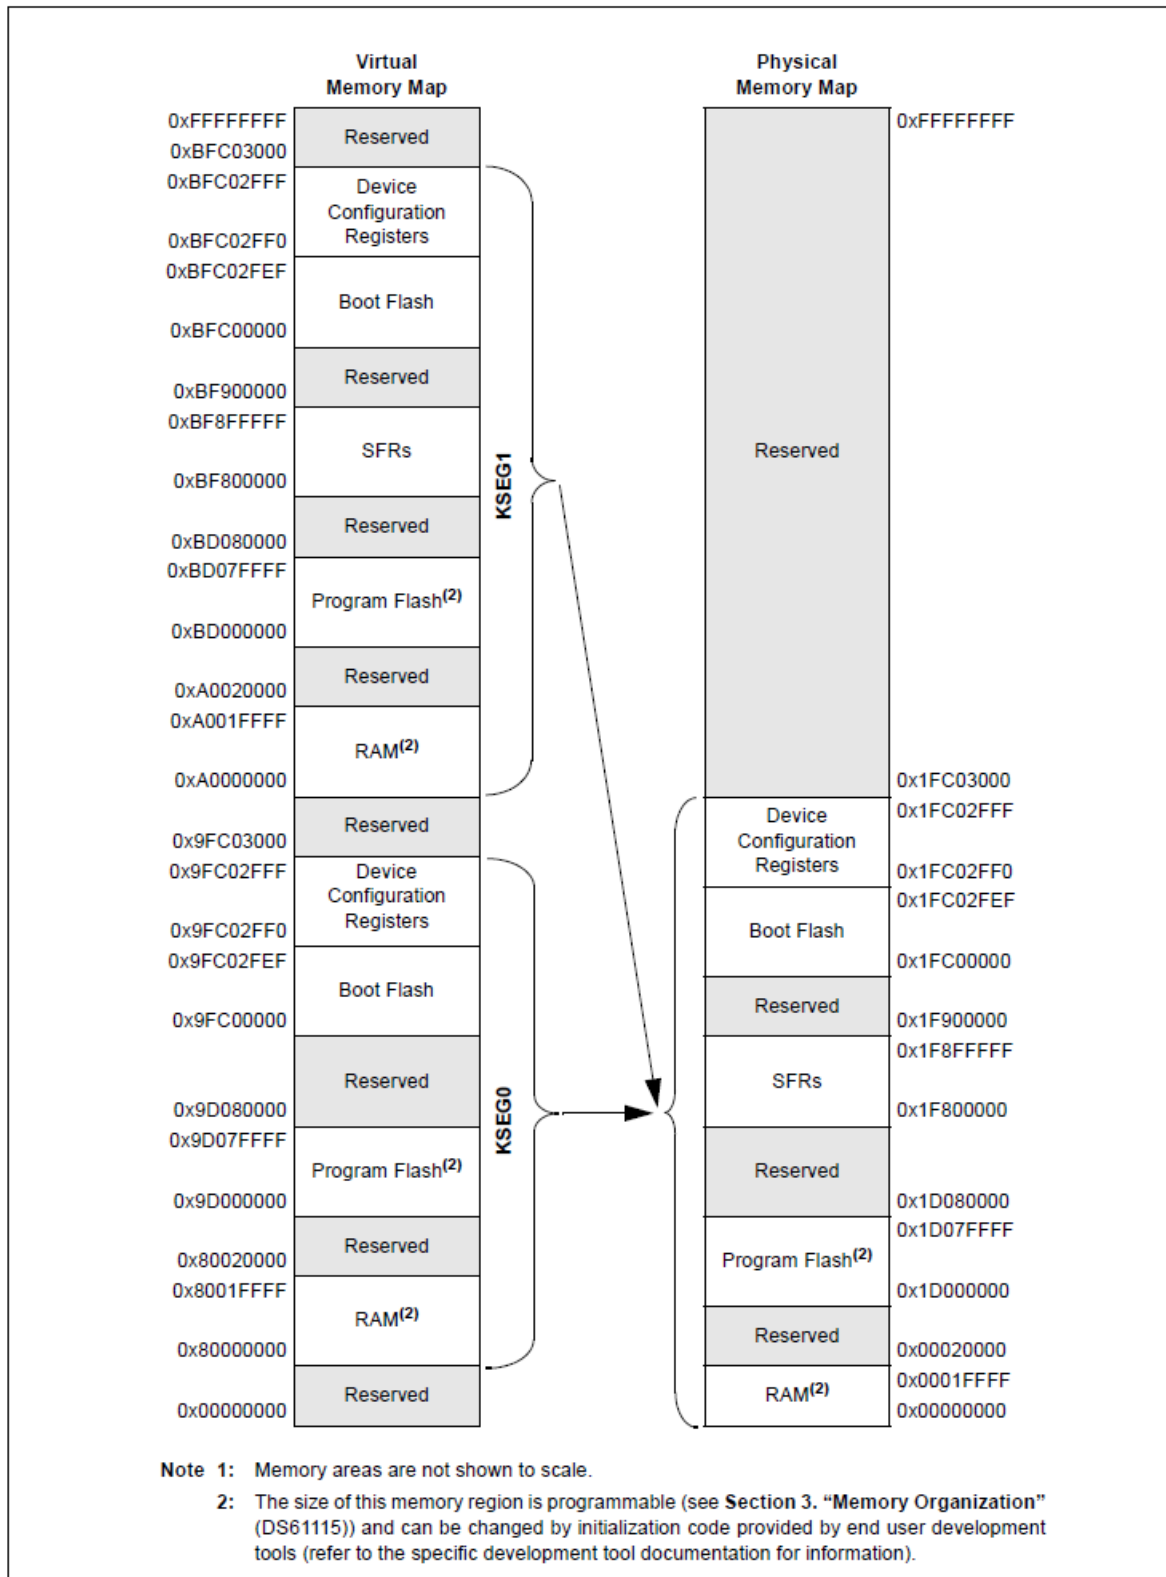 Virtual
Memory Map
0xFFFFFFFF
Reserved
0xBFC03000
0xBFC02FFF
Device
Configuration
Registers
0xBFC02FF0
0xBFC02FEF
Boot Flash
0xBFC00000
Reserved
0xBF900000
0xBF8FFFFF
SFRs
0xBF800000
Reserved
0xBD080000
0xBD07FFFF
Program Flash(2)
0xBD000000
Reserved
0xA0020000
0xA001FFFF
RAM(2)
0xA0000000
KSEG1
Reserved
0x9FC03000
0x9FC02FFF
Device
Configuration
Registers
0x9FC02FF0
0x9FC02FEF
Boot Flash
0x9FC00000
Reserved
0x9D080000
0x9D07FFFF
Program Flash(2)
0x9D000000
Reserved
0x80020000
0x8001FFFF
RAM(2)
0x80000000
KSEG0
Reserved
0x00000000
Physical
Memory Map
0xFFFFFFFF
Reserved
0x1FC03000
0x1FC02FFF
Device
Configuration
Registers
0x1FC02FF0
0x1FC02FEF
Boot Flash
0x1FC00000
Reserved
0x1F900000
0x1F8FFFFF
SFRs
0x1F800000
Reserved
0x1D080000
0x1D07FFFF
Program Flash(2)
0x1D000000
Reserved
0x00020000
0x0001FFFF
RAM(2)
0x00000000
Note 1: Memory areas are not shown to scale.
2: The size of this memory region is programmable (see Section 3. “Memory Organization”
(DS61115)) and can be changed by initialization code provided by end user development
tools (refer to the specific development tool documentation for information).